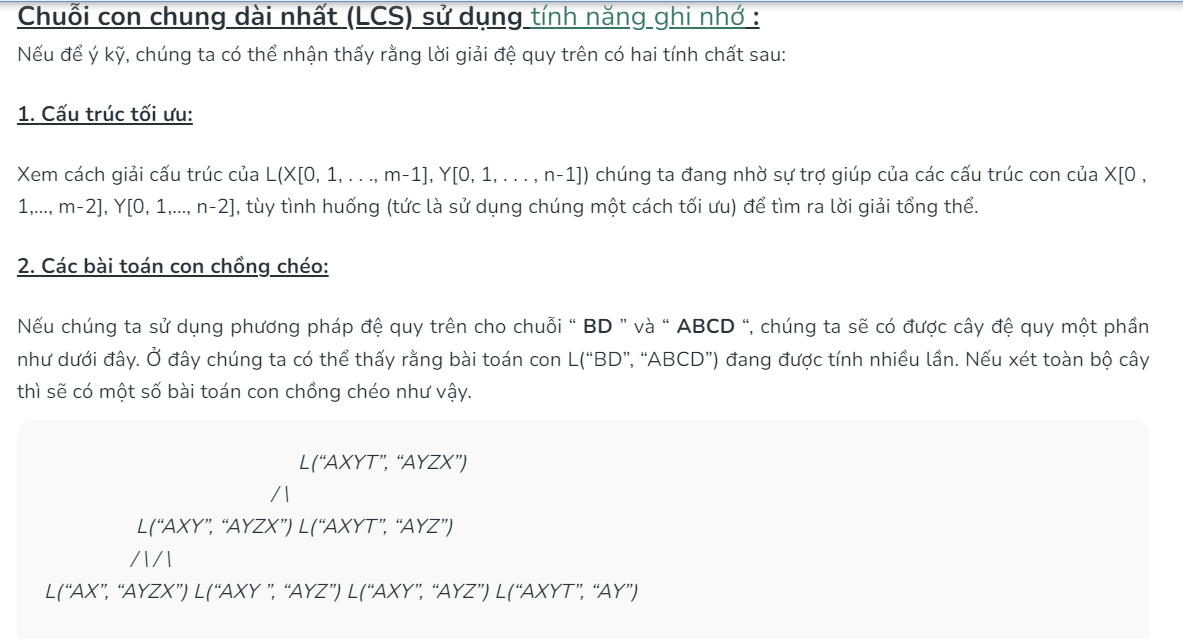 Chuỗi con chung dài nhất (LCS) sử dụng tính năng ghi nhớ :
Nếu để ý kỹ, chúng ta có thể nhận thấy rằng lời giải đệ quy trên có hai tính chất sau:
1. Cấu trúc tối ưu:
Xem cách giải cấu trúc của L(X[0, 1, . . ., m-1], Y[0, 1, . . . , n-1]) chúng ta đang nhờ sự trợ giúp của các cấu trúc con của X[0 ,
1,..., m-2], Y[0, 1,..., n-2], tùy tình huống (tức là sử dụng chúng một cách tối ưu) để tìm ra lời giải tổng thể.
2. Các bài toán con chồng chéo:
Nếu chúng ta sử dụng phương pháp đệ quy trên cho chuỗi “ BD ” và “ ABCD “, chúng ta sẽ có được cây đệ quy một phần
như dưới đây. Ở đây chúng ta có thể thấy rằng bài toán con L(“BD”, “ABCD”) đang được tính nhiều lần. Nếu xét toàn bộ cây
thì sẽ có một số bài toán con chồng chéo như vậy.
L(“AXYT”, “AYZX”)
/ \
L(“AXY”, “AYZX”) L(“AXYT”, “AYZ”)
/ \ / \
L(“AX”, “AYZX”) L(“AXY ”, “AYZ”) L(“AXY”, “AYZ”) L(“AXYT”, “AY”)